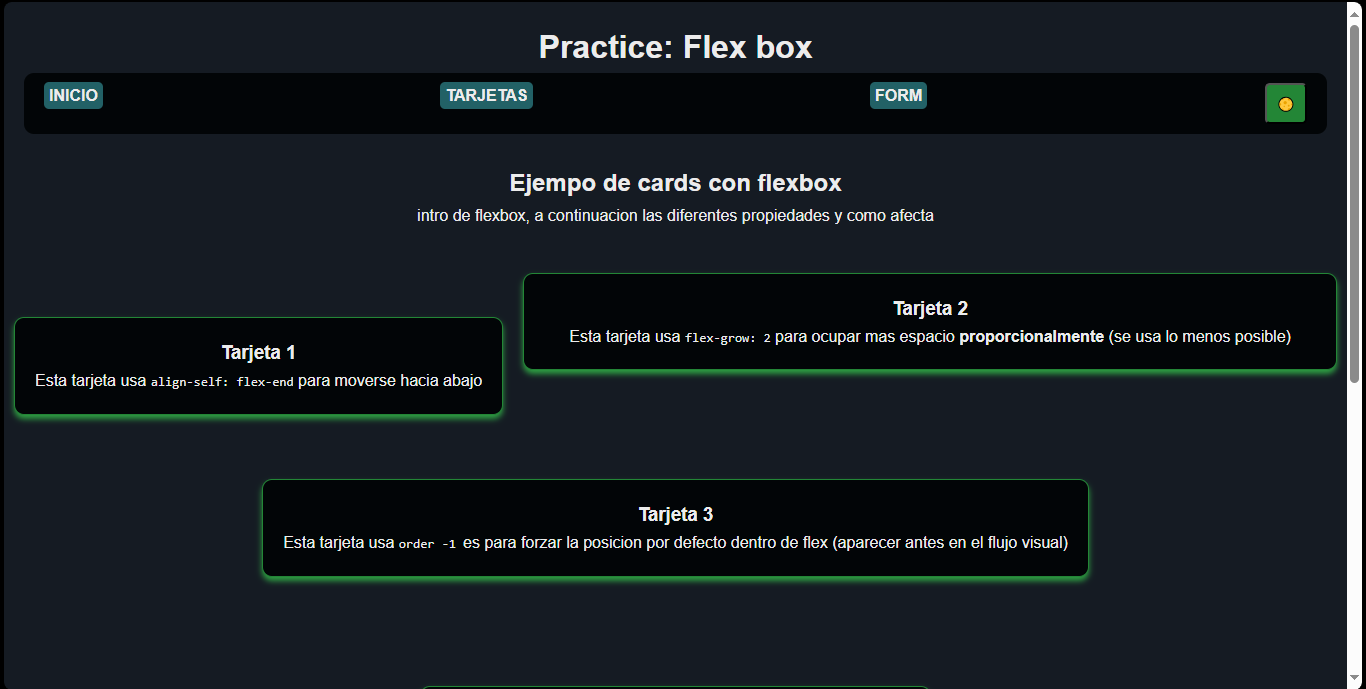 Practice: Flex box
INICIO
TARJETAS
FORM
Ejempo de cards con flexbox
intro de flexbox, a continuacion las diferentes propiedades y como afecta
Tarjeta 1
Esta tarjeta usa align-self: flex-end para moverse hacia abajo
Tarjeta 2
Esta tarjeta usa flex-grow: 2 para ocupar mas espacio proporcionalmente (se usa lo menos posible)
Tarjeta 3
Esta tarjeta usa order -1 es para forzar la posicion por defecto dentro de flex (aparecer antes en el flujo visual)